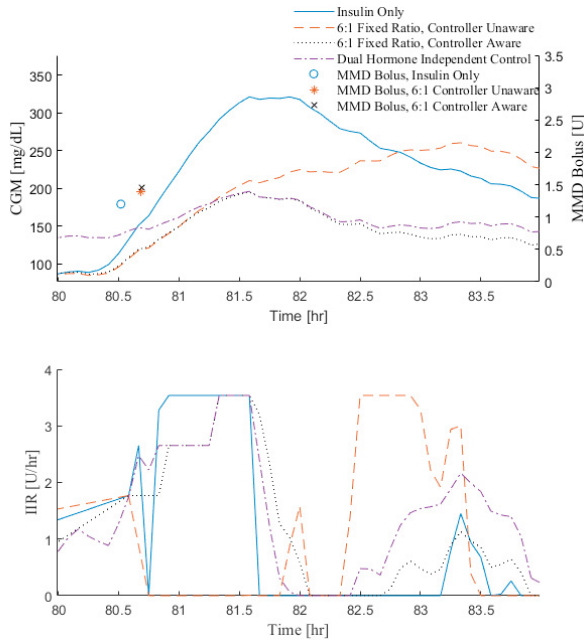 Insulin Only
6:1 Fixed Ratio, Controller Unaware
6:1 Fixed Ratio, Controller Aware
Dual Hormone Independent Control
MMD Bolus, Insulin Only
MMD Bolus, 6:1 Controller Unaware
MMD Bolus, 6:1 Controller Aware
CGM [mg/dL]
350
300
250
200
150
100
3.5
3
2.5
2
1.5
1
0.5
0
MMD Bolus [U]
80 80.5 81 81.5 82 82.5 83 83.5
Time [hr]
IIR [U/hr]
4
3
2
1
0
80 80.5 81 81.5 82 82.5 83 83.5
Time [hr]